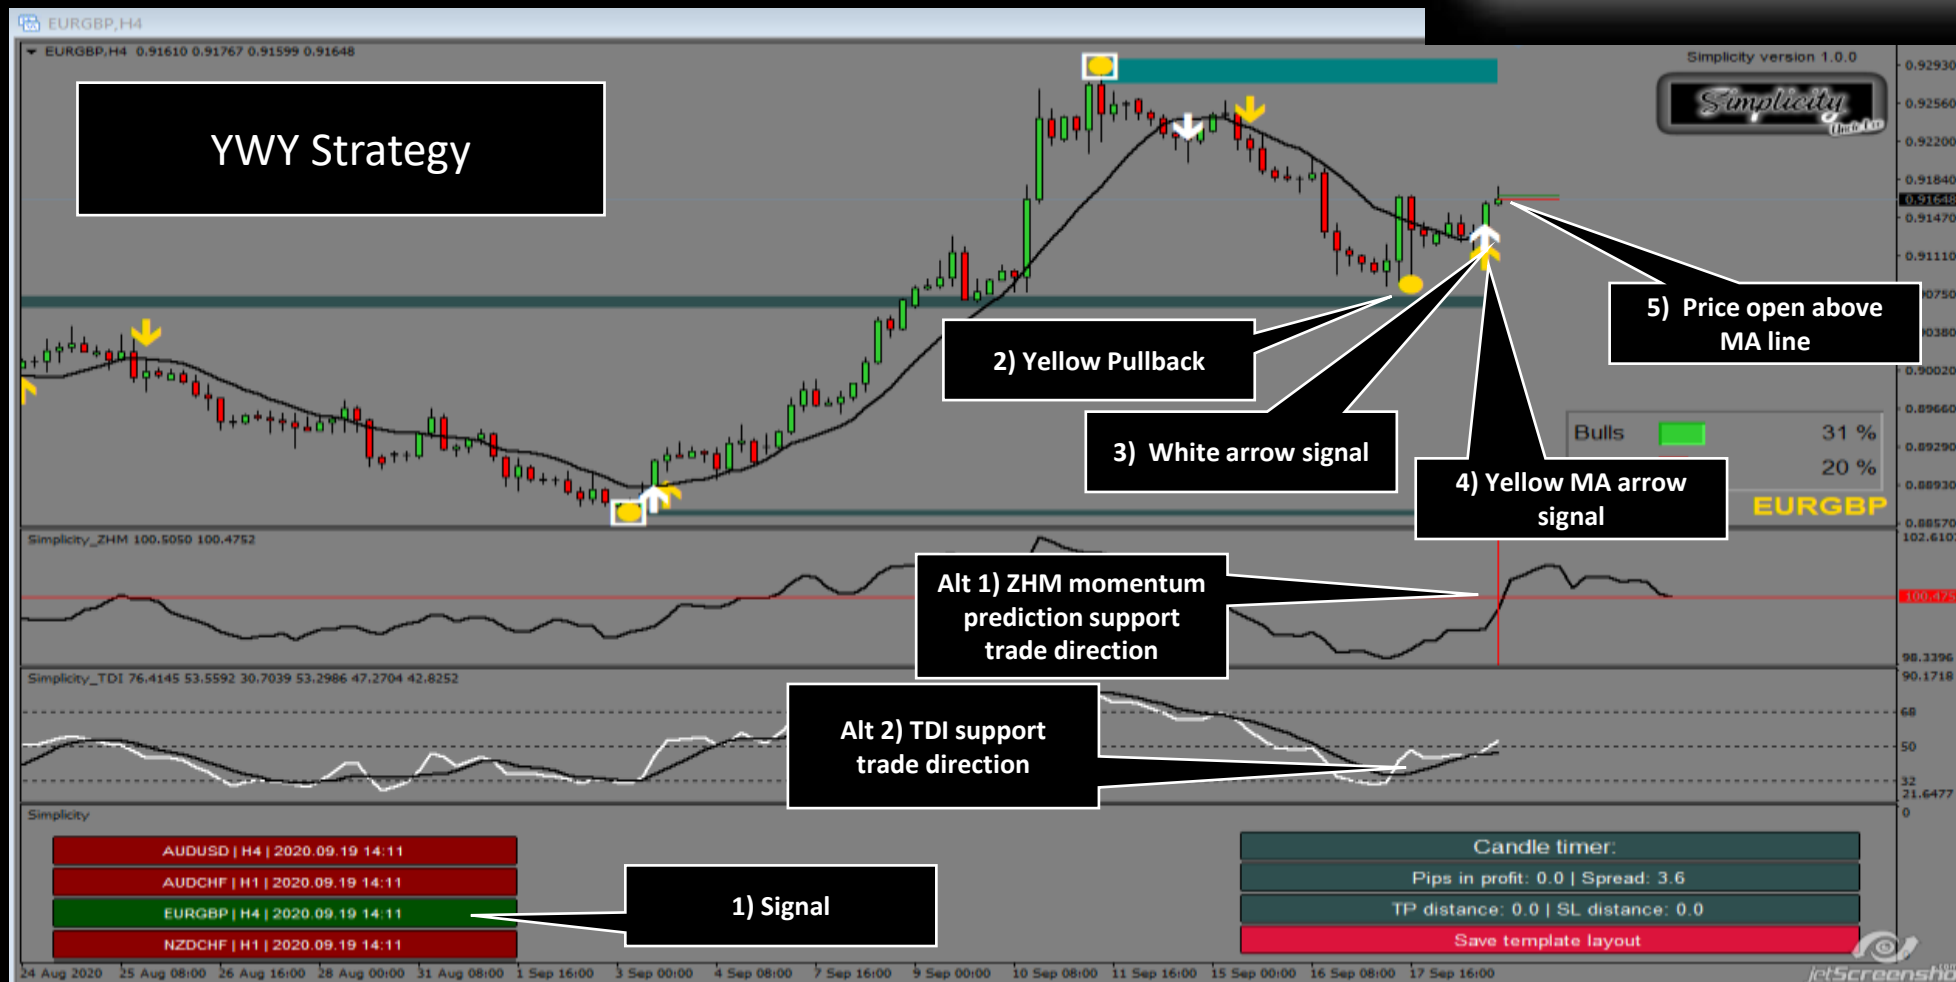 EURGBP,H4
EURGBP,H4 0.91610 0.91767 0.91599 0.91648
Simplicity version 1.0.0
Simplicity
YWY Strategy
0.92930
0.92560
0.92200
0.91840
0.91648
0.91470
0.91110
0.90750
0.90380
0.90020
0.89660
0.89290
0.88930
0.88570
2) Yellow Pullback
3) White arrow signal
4) Yellow MA arrow
signal
5) Price open above
MA line
Bulls 31 %
20 %
EURGBP
Simplicity_ZHM 100.5050 100.4752
102.610
100.475
98.3396
Alt 1) ZHM momentum
prediction support
trade direction
Simplicity_TDI 76.4145 53.5592 30.7039 53.2986 47.2704 42.8252
90.1718
68
50
32
21.6477
Alt 2) TDI support
trade direction
Simplicity
0
AUDUSD | H4 | 2020.09.19 14:11
AUDCHF | H1 | 2020.09.19 14:11
EURGBP | H4 | 2020.09.19 14:11
NZDCHF | H1 | 2020.09.19 14:11
1) Signal
Candle timer:
Pips in profit: 0.0 | Spread: 3.6
TP distance: 0.0 | SL distance: 0.0
Save template layout
24 Aug 2020 25 Aug 08:00 26 Aug 16:00 28 Aug 00:00 31 Aug 08:00 1 Sep 16:00 3 Sep 00:00 4 Sep 08:00 7 Sep 16:00 9 Sep 00:00 10 Sep 08:00 11 Sep 16:00 15 Sep 00:00 16 Sep 08:00 17 Sep 16:00